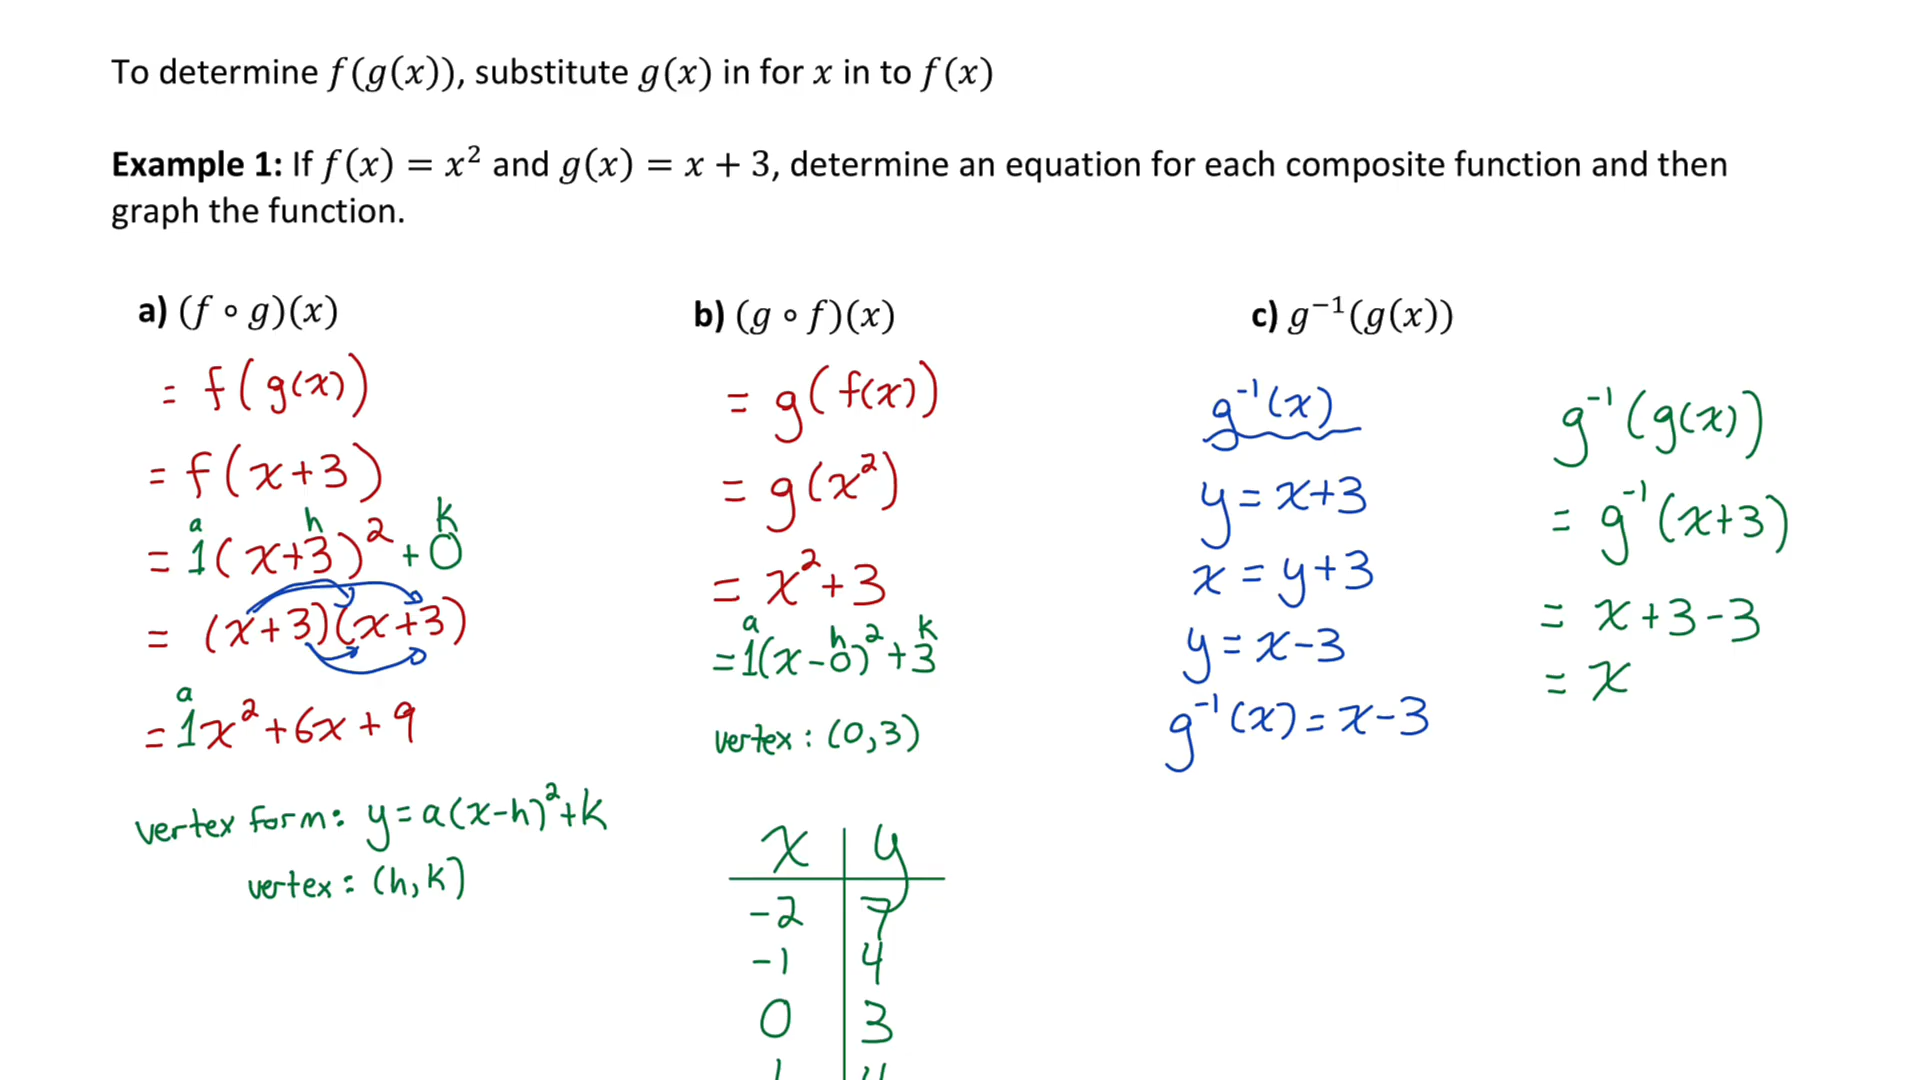 To determine f(g(x)), substitute g(x) in for x in to f(x)
Example 1: If f(x) = x² and g(x) = x + 3, determine an equation for each composite function and then
graph the function.
a) (f ∘ g)(x)
= f(g(x))
= f(x+3)
a h k
= 1(x+3)² + 0
= (x+3)(x+3)
a
= 1x² + 6x + 9
vertex form: y = a(x-h)² + k
vertex: (h, k)
b) (g ∘ f)(x)
= g(f(x))
= g(x²)
= x² + 3
a h k
= 1(x - 0)² + 3
vertex: (0, 3)
x y
-2 7
-1 4
0 3
1 4
c) g⁻¹(g(x))
g⁻¹(x)
y = x+3
x = y+3
y = x-3
g⁻¹(x) = x-3
g⁻¹(g(x))
= g⁻¹(x+3)
= x+3-3
= x